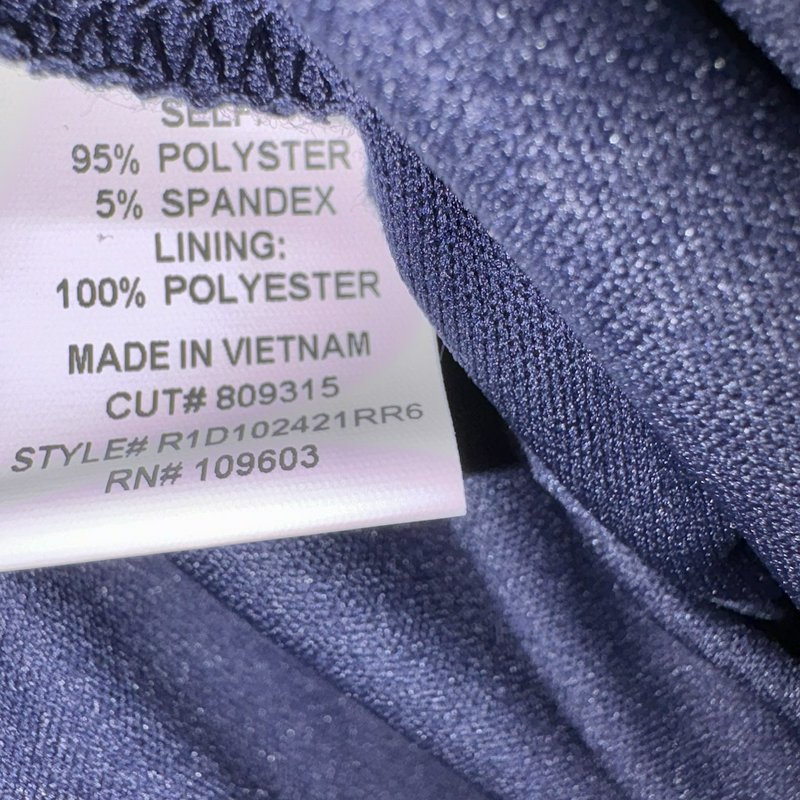 95% POLYSTER
5% SPANDEX
LINING:
100% POLYESTER
MADE IN VIETNAM
CUT# 809315
STYLE# R1D102421RR6
RN# 109603